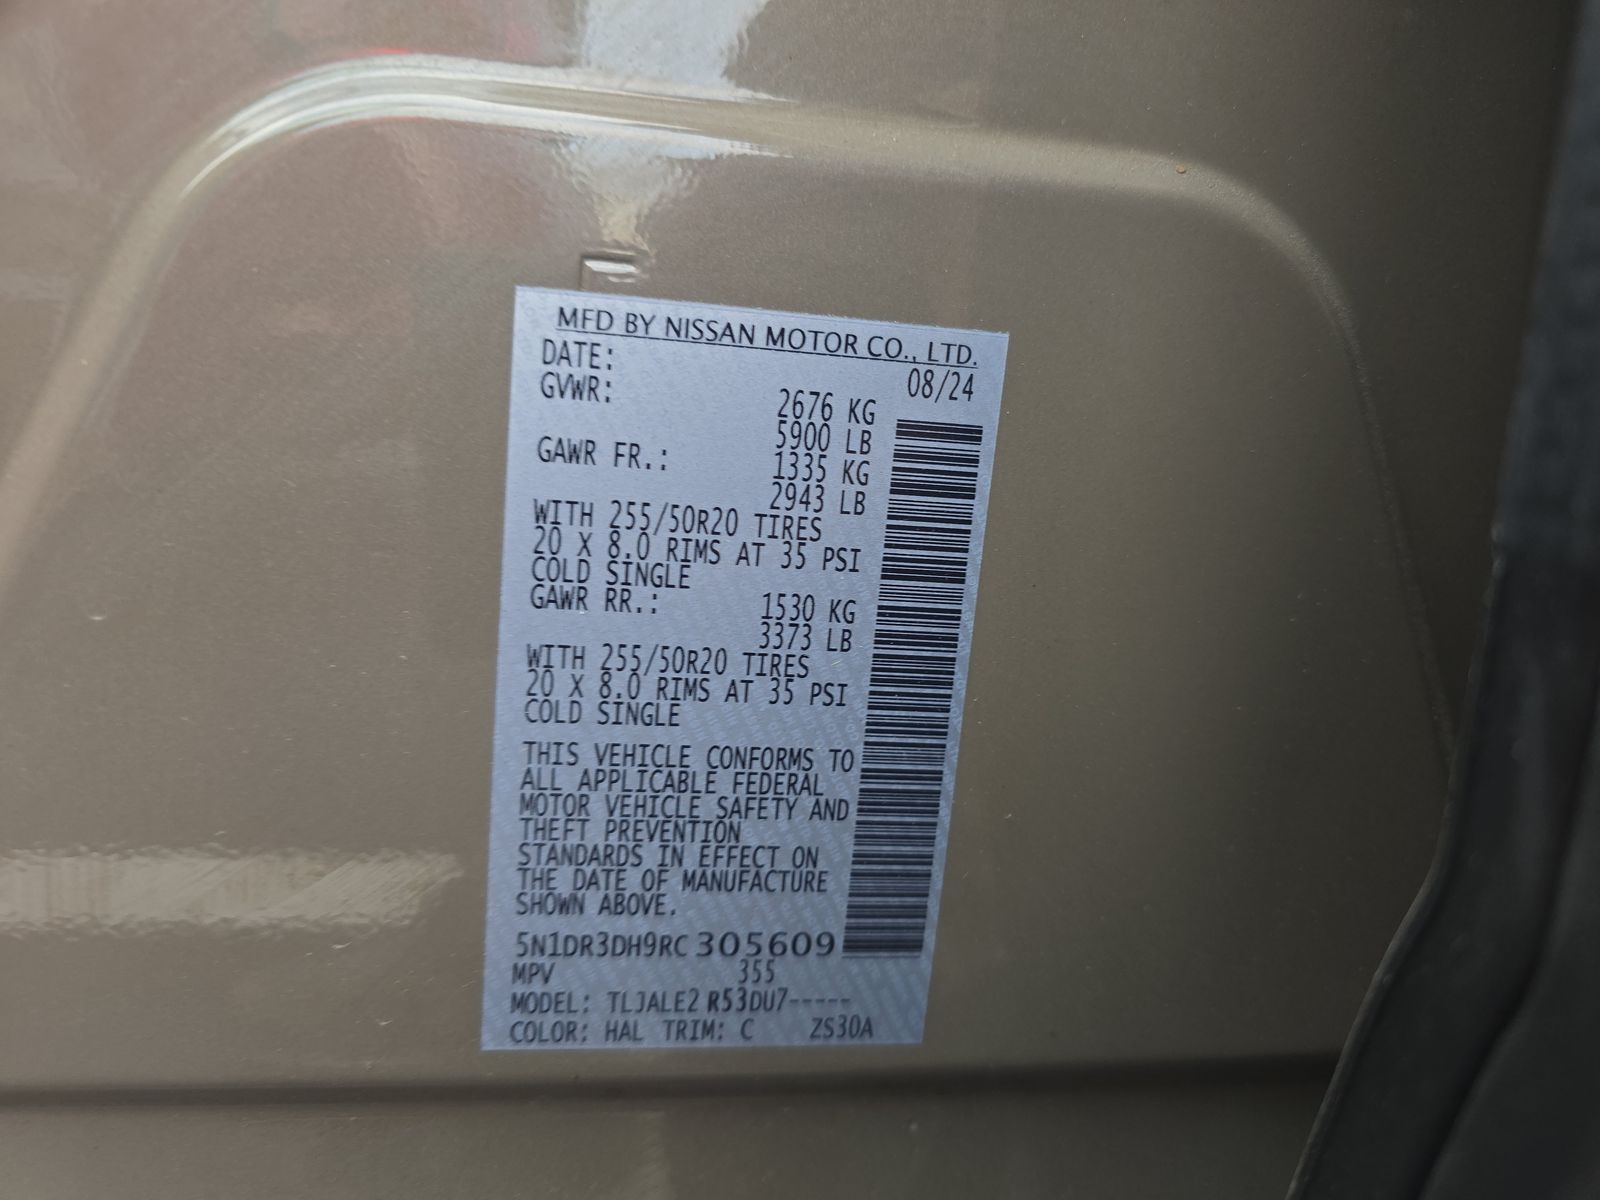 MFD BY NISSAN MOTOR CO., LTD.
DATE: 08/24
GVWR: 2676 KG
5900 LB
GAWR FR.: 1335 KG
2943 LB
WITH 255/50R20 TIRES
20 X 8.0 RIMS AT 35 PSI
COLD SINGLE
GAWR RR.: 1530 KG
3373 LB
WITH 255/50R20 TIRES
20 X 8.0 RIMS AT 35 PSI
COLD SINGLE
THIS VEHICLE CONFORMS TO
ALL APPLICABLE FEDERAL
MOTOR VEHICLE SAFETY AND
THEFT PREVENTION
STANDARDS IN EFFECT ON
THE DATE OF MANUFACTURE
SHOWN ABOVE.
5N1DR3DH9RC 305609
MPV 355
MODEL: TLJALE2 R53DU7-----
COLOR: HAL TRIM: C ZS30A